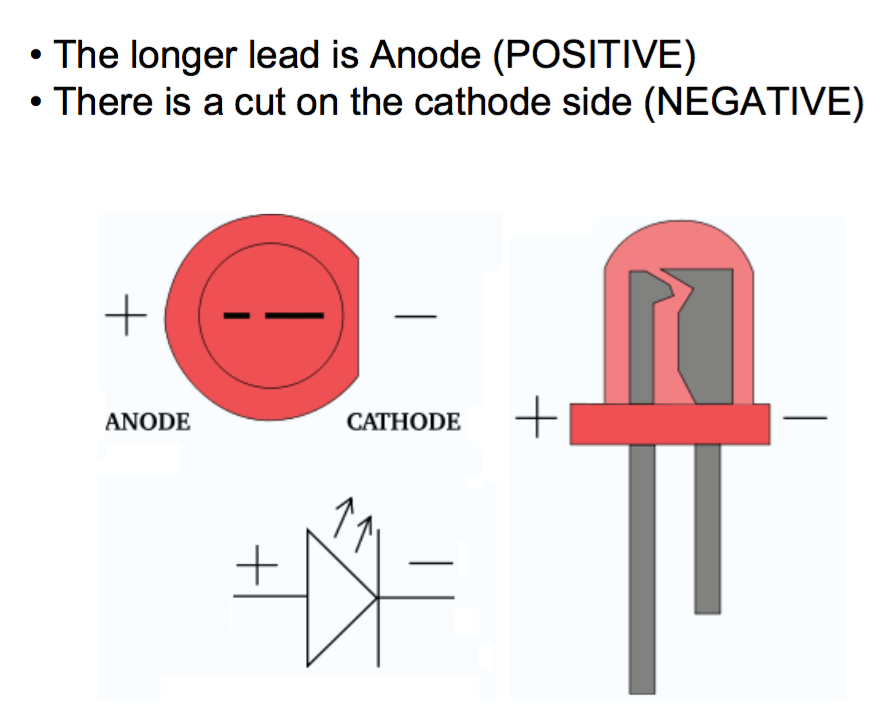 • The longer lead is Anode (POSITIVE)
• There is a cut on the cathode side (NEGATIVE)
+ −
ANODE CATHODE
+ −
+ −